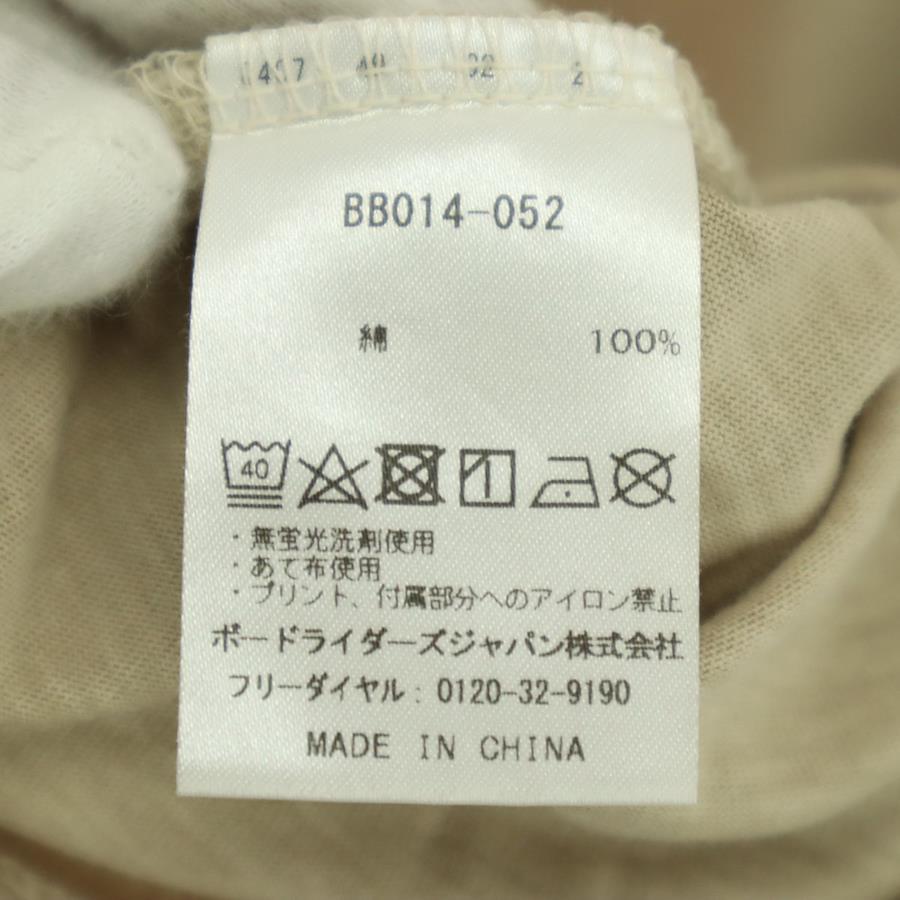 BB014-052
綿 100%
40
・無蛍光洗剤使用
・あて布使用
・プリント、付属部分へのアイロン禁止
ボードライダーズジャパン株式会社
フリーダイヤル：0120-32-9190
MADE IN CHINA